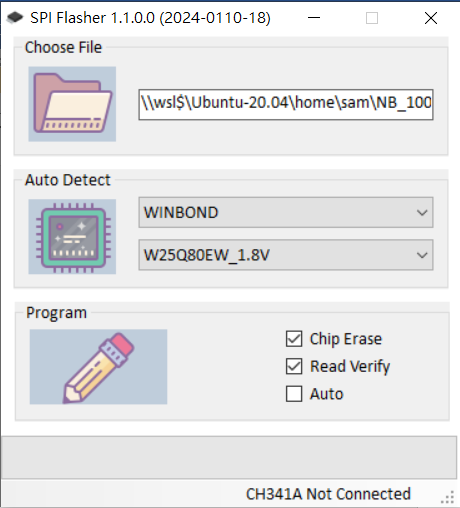 SPI Flasher 1.1.0.0 (2024-0110-18)
Choose File
\\wsl$\Ubuntu-20.04\home\sam\NB_100
Auto Detect
WINBOND
W25Q80EW_1.8V
Program
Chip Erase
Read Verify
Auto
CH341A Not Connected